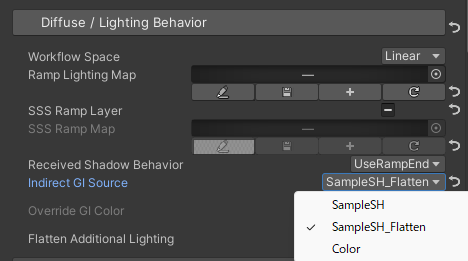 Diffuse / Lighting Behavior
Workflow Space Linear
Ramp Lighting Map —
SSS Ramp Layer
SSS Ramp Map —
Received Shadow Behavior UseRampEnd
Indirect GI Source SampleSH_Flatten
SampleSH
Override GI Color
✓ SampleSH_Flatten
Flatten Additional Lighting
Color